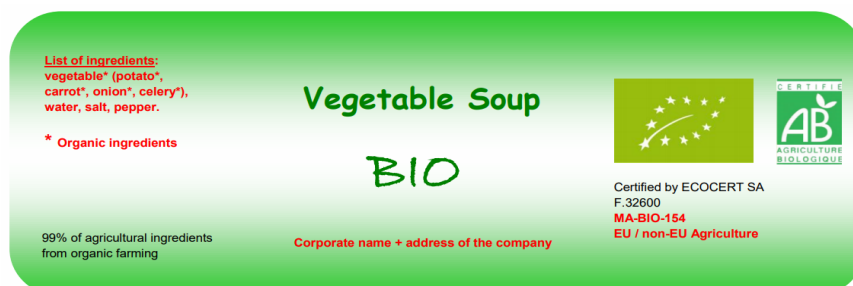 List of ingredients:
vegetable* (potato*,
carrot*, onion*, celery*),
water, salt, pepper.
* Organic ingredients
99% of agricultural ingredients
from organic farming
Vegetable Soup
BIO
Corporate name + address of the company
CERTIFIÉ
AB
AGRICULTURE
BIOLOGIQUE
Certified by ECOCERT SA
F.32600
MA-BIO-154
EU / non-EU Agriculture